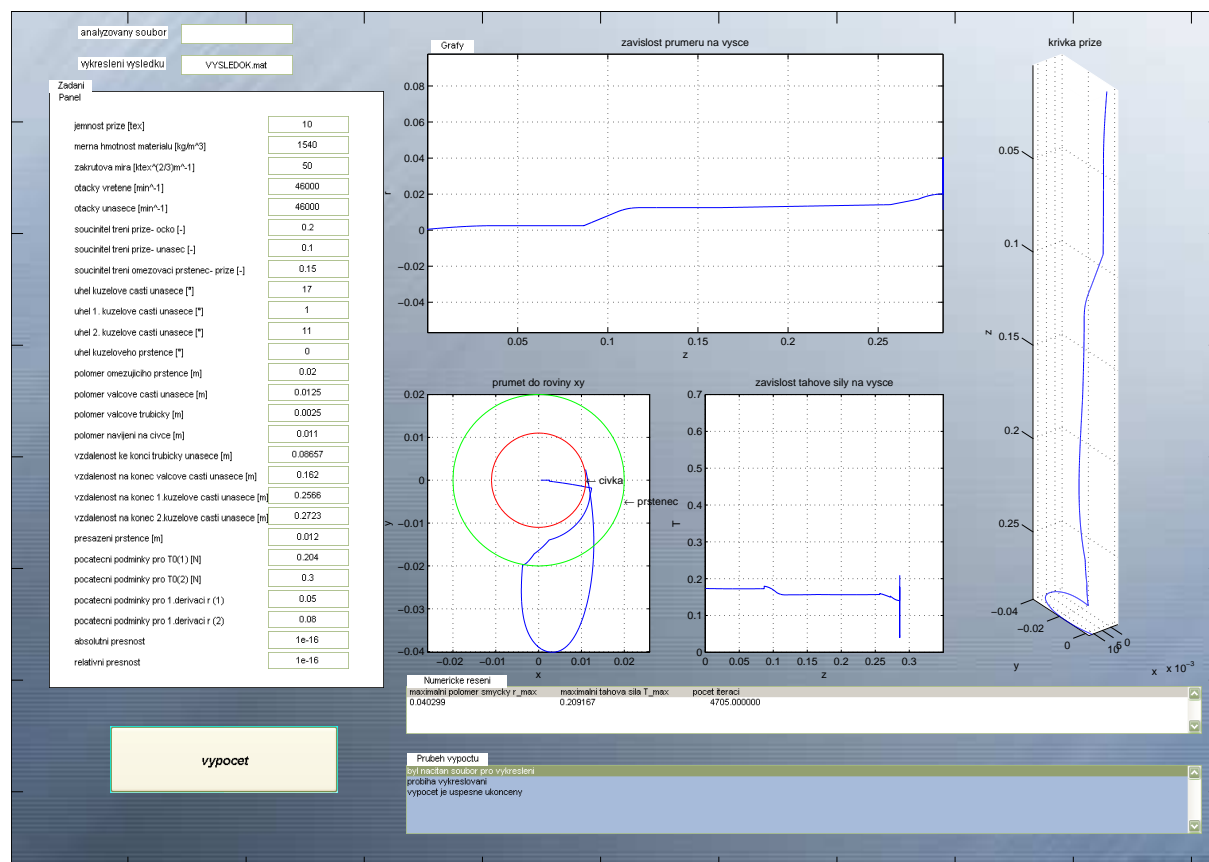 analyzovany soubor
vykresleni vysledku VYSLEDOK.mat
Zadani
Panel
jemnost prize [tex] 10
merna hmotnost materialu [kg/m^3] 1540
zakrutova mira [ktex^(2/3)m^-1] 50
otacky vretene [min^-1] 46000
otacky unasece [min^-1] 46000
soucinitel treni prize- ocko [-] 0.2
soucinitel treni prize- unasec [-] 0.1
soucinitel treni omezovaci prstenec- prize [-] 0.15
uhel kuzelove casti unasece [°] 17
uhel 1. kuzelove casti unasece [°] 1
uhel 2. kuzelove casti unasece [°] 11
uhel kuzeloveho prstence [°] 0
polomer omezujiciho prstence [m] 0.02
polomer valcove casti unasece [m] 0.0125
polomer valcove trubicky [m] 0.0025
polomer navijeni na civce [m] 0.011
vzdalenost ke konci trubicky unasece [m] 0.08657
vzdalenost na konec valcove casti unasece [m] 0.162
vzdalenost na konec 1.kuzelove casti unasece [m] 0.2566
vzdalenost na konec 2.kuzelove casti unasece [m] 0.2723
presazeni prstence [m] 0.012
pocatecni podminky pro T0(1) [N] 0.204
pocatecni podminky pro T0(2) [N] 0.3
pocatecni podminky pro 1.derivaci r (1) 0.05
pocatecni podminky pro 1.derivaci r (2) 0.08
absolutni presnost 1e-16
relativni presnost 1e-16
vypocet
Grafy
zavislost prumeru na vysce
0.08
0.06
0.04
0.02
0
−0.02
−0.04
r
0.05 0.1 0.15 0.2 0.25
z
prumet do roviny xy
0.02
0.01
0
−0.01
−0.02
−0.03
−0.04
y
← civka
← prstenec
−0.02 −0.01 0 0.01 0.02
x
zavislost tahove sily na vysce
0.7
0.6
0.5
0.4
0.3
0.2
0.1
0
T
0 0.05 0.1 0.15 0.2 0.25 0.3
z
krivka prize
0.05
0.1
0.15
0.2
0.25
z
−0.04
−0.02
0
y
10
5
0
x
x 10⁻³
Numericke reseni
maximalni polomer smycky r_max maximalni tahova sila T_max pocet iteraci
0.040299 0.209167 4705.000000
Prubeh vypoctu
byl nacitan soubor pro vykresleni
probiha vykreslovani
vypocet je uspesne ukonceny